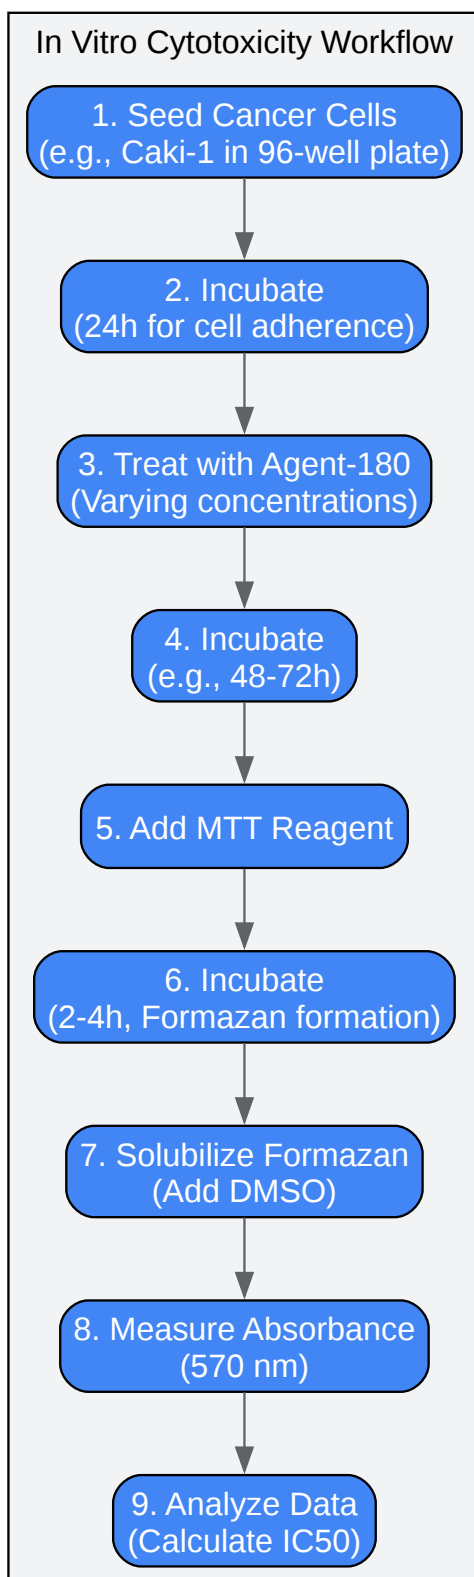 In Vitro Cytotoxicity Workflow
1. Seed Cancer Cells
(e.g., Caki-1 in 96-well plate)
2. Incubate
(24h for cell adherence)
3. Treat with Agent-180
(Varying concentrations)
4. Incubate
(e.g., 48-72h)
5. Add MTT Reagent
6. Incubate
(2-4h, Formazan formation)
7. Solubilize Formazan
(Add DMSO)
8. Measure Absorbance
(570 nm)
9. Analyze Data
(Calculate IC50)